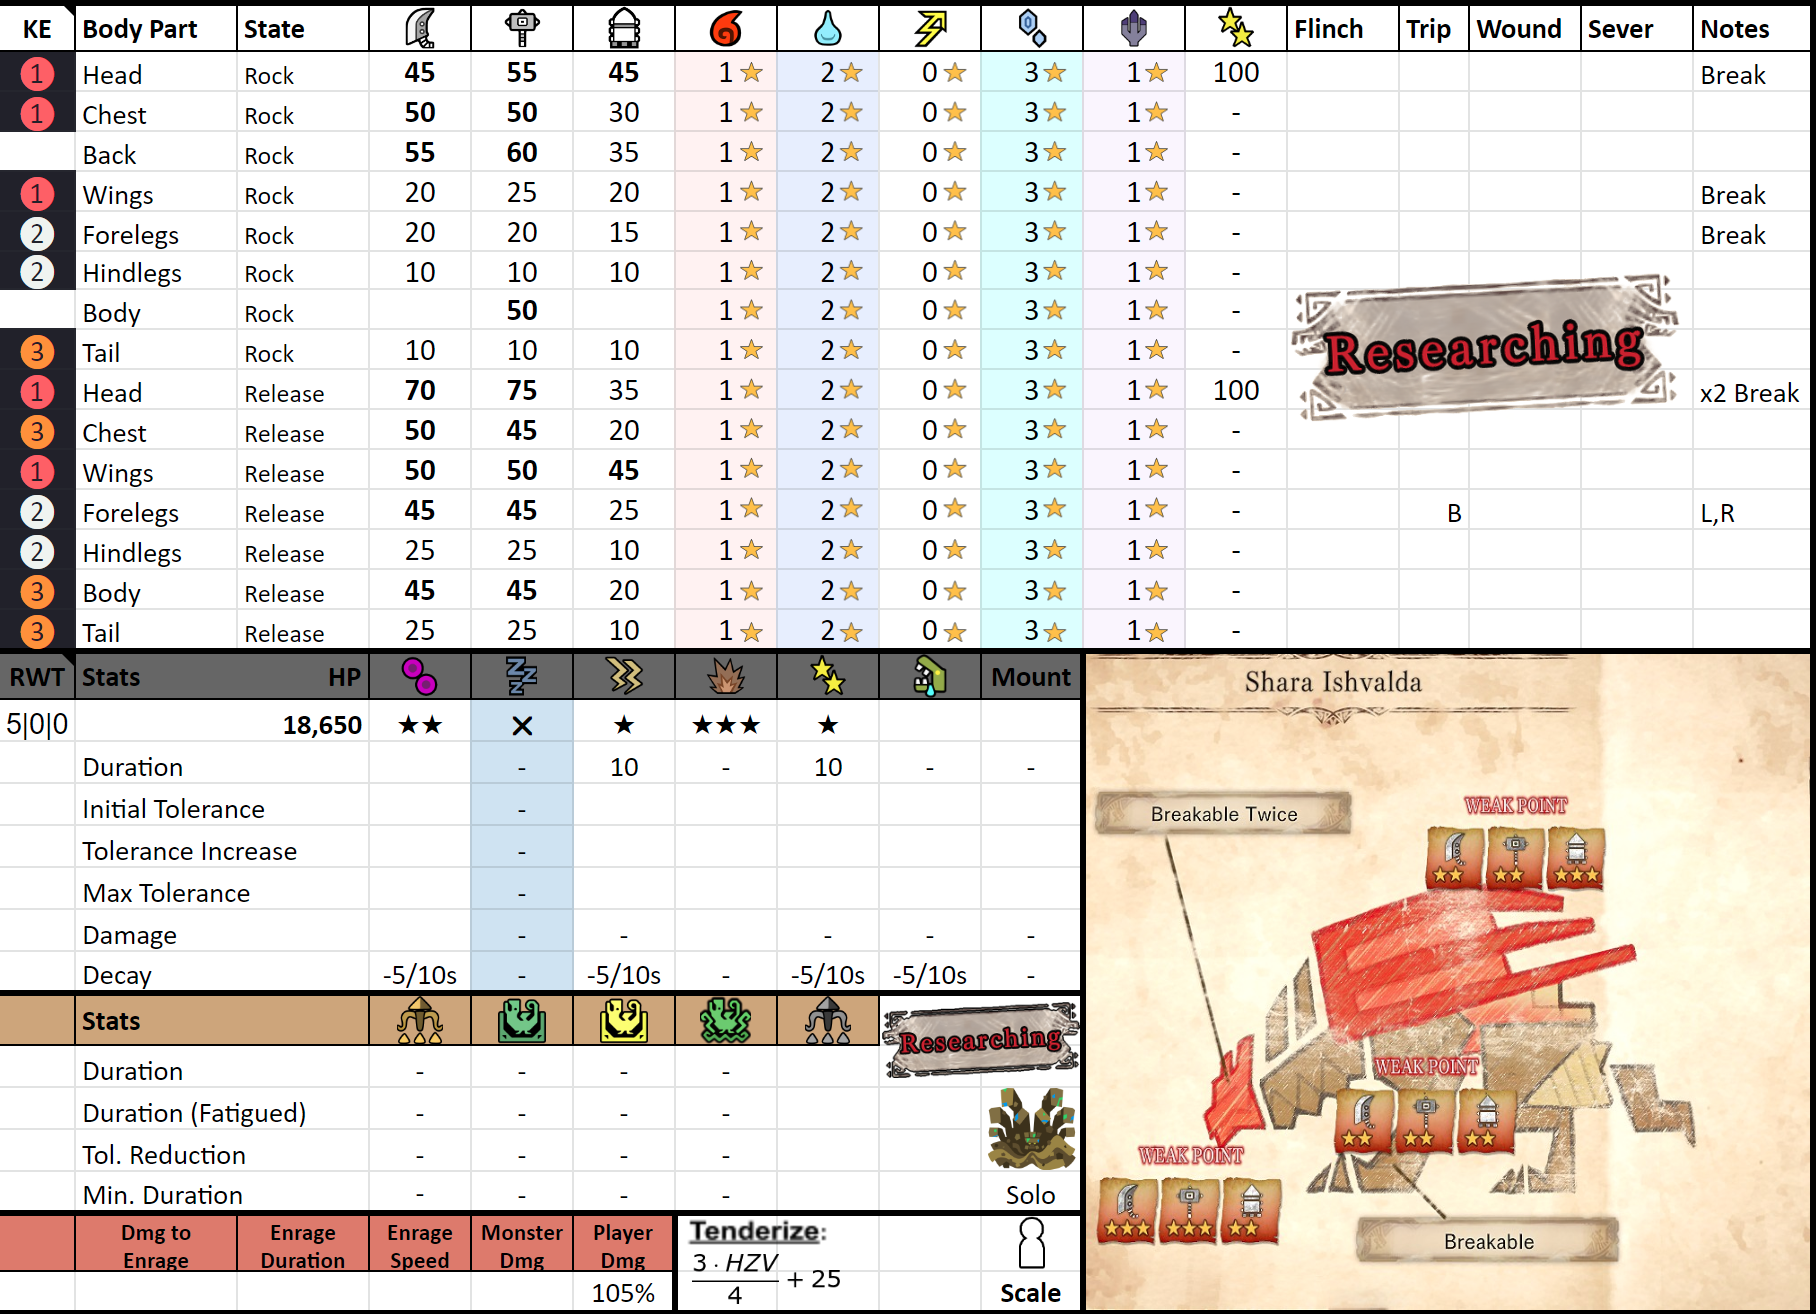 KE Body Part State Flinch Trip Wound Sever Notes
1 Head Rock 45 55 45 1 2 0 3 1 100 Break
1 Chest Rock 50 50 30 1 2 0 3 1 -
Back Rock 55 60 35 1 2 0 3 1 -
1 Wings Rock 20 25 20 1 2 0 3 1 - Break
2 Forelegs Rock 20 20 15 1 2 0 3 1 - Break
2 Hindlegs Rock 10 10 10 1 2 0 3 1 -
Body Rock 50 1 2 0 3 1 -
3 Tail Rock 10 10 10 1 2 0 3 1 -
Researching
1 Head Release 70 75 35 1 2 0 3 1 100 x2 Break
3 Chest Release 50 45 20 1 2 0 3 1 -
1 Wings Release 50 50 45 1 2 0 3 1 -
2 Forelegs Release 45 45 25 1 2 0 3 1 - B L,R
2 Hindlegs Release 25 25 10 1 2 0 3 1 -
3 Body Release 45 45 20 1 2 0 3 1 -
3 Tail Release 25 25 10 1 2 0 3 1 -
RWT Stats HP Mount
5|0|0 18,650 ★★ ✕ ★ ★★★ ★
Duration - 10 - 10 - -
Initial Tolerance -
Tolerance Increase -
Max Tolerance -
Damage - - - - -
Decay -5/10s - -5/10s - -5/10s -5/10s -
Stats
Researching
Duration - - - -
Duration (Fatigued) - - - -
Tol. Reduction - - - -
Min. Duration - - - -
Solo
Dmg to Enrage
Enrage Duration
Enrage Speed
Monster Dmg
Player Dmg
105%
Tenderize:
3 · HZV
4
+ 25
Scale
Shara Ishvalda
Breakable Twice
WEAK POINT
WEAK POINT
WEAK POINT
Breakable